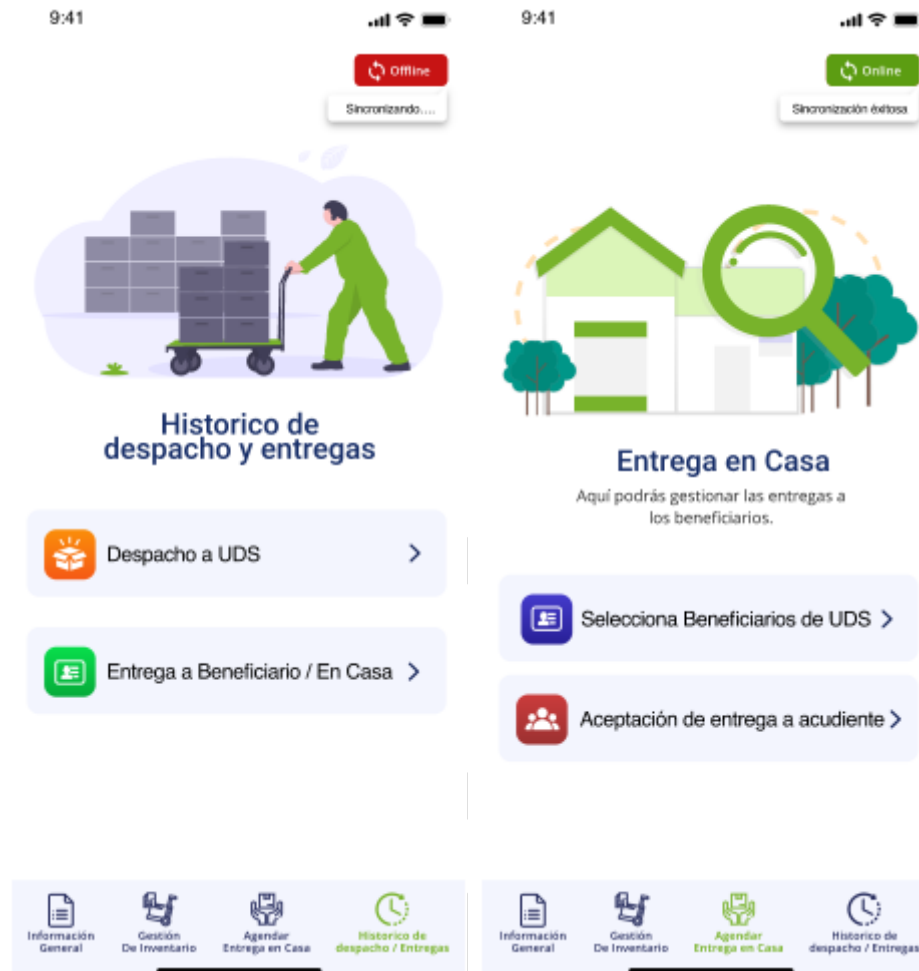 9:41
Offline
Sincronizando....
Historico de
despacho y entregas
Despacho a UDS
Entrega a Beneficiario / En Casa
Información
General
Gestión
De Inventario
Agendar
Entrega en Casa
Historico de
despacho / Entregas
9:41
Online
Sincronización éxitosa
Entrega en Casa
Aquí podrás gestionar las entregas a
los beneficiarios.
Selecciona Beneficiarios de UDS
Aceptación de entrega a acudiente
Información
General
Gestión
De Inventario
Agendar
Entrega en Casa
Historico de
despacho / Entregas